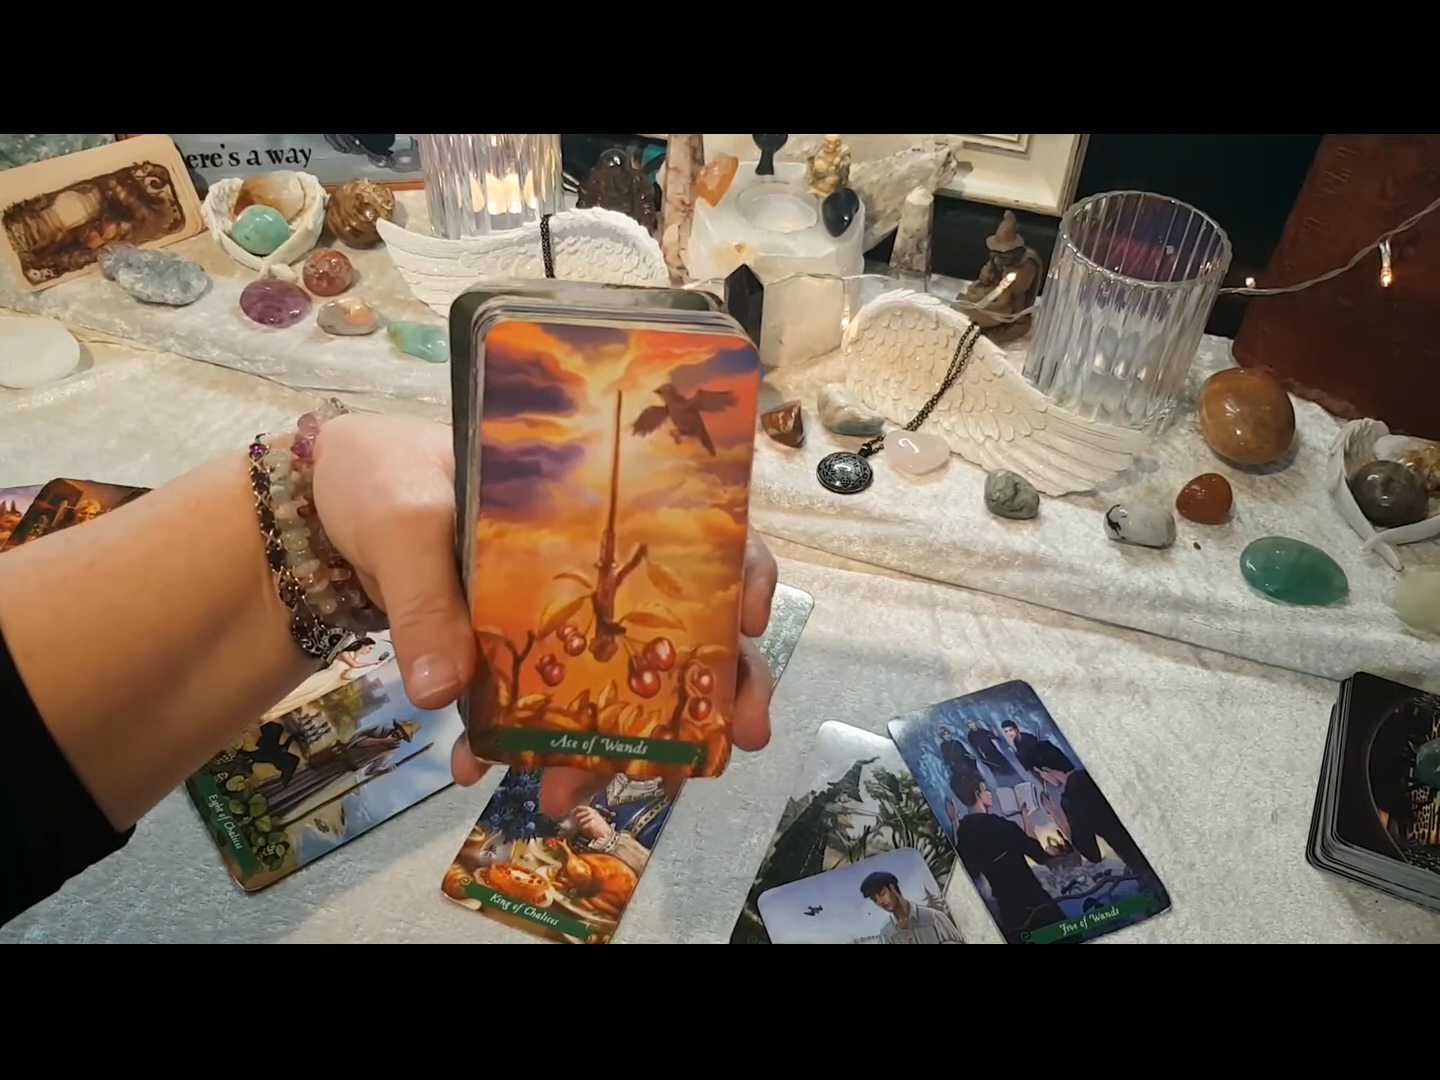 ere's a way
Ace of Wands
Eight of Chalices
King of Chalices
Five of Wands